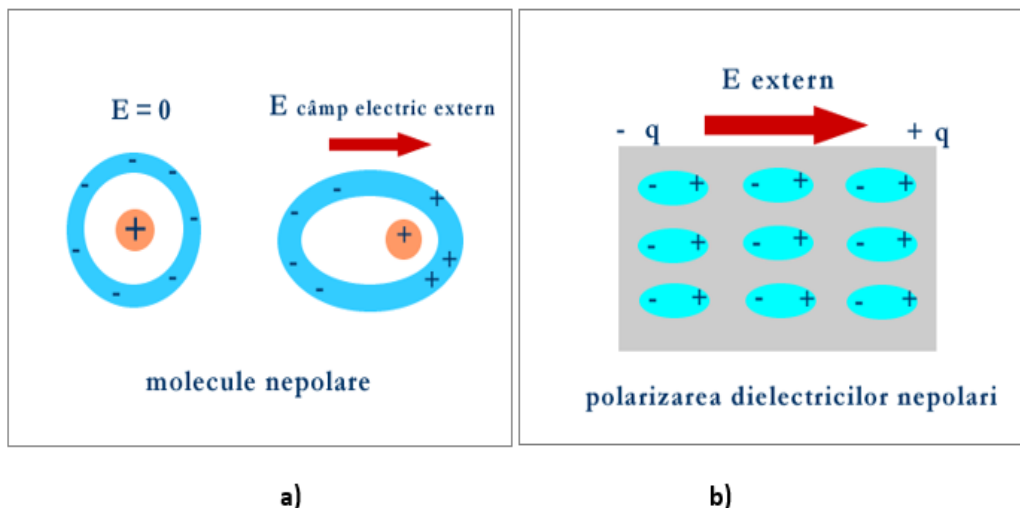 E = 0
E câmp electric extern
- - - - - - - +
- - - - + + + +
molecule nepolare
E extern
- q + q
- + - + - +
- + - + - +
- + - + - +
polarizarea dielectricilor nepolari
a) b)